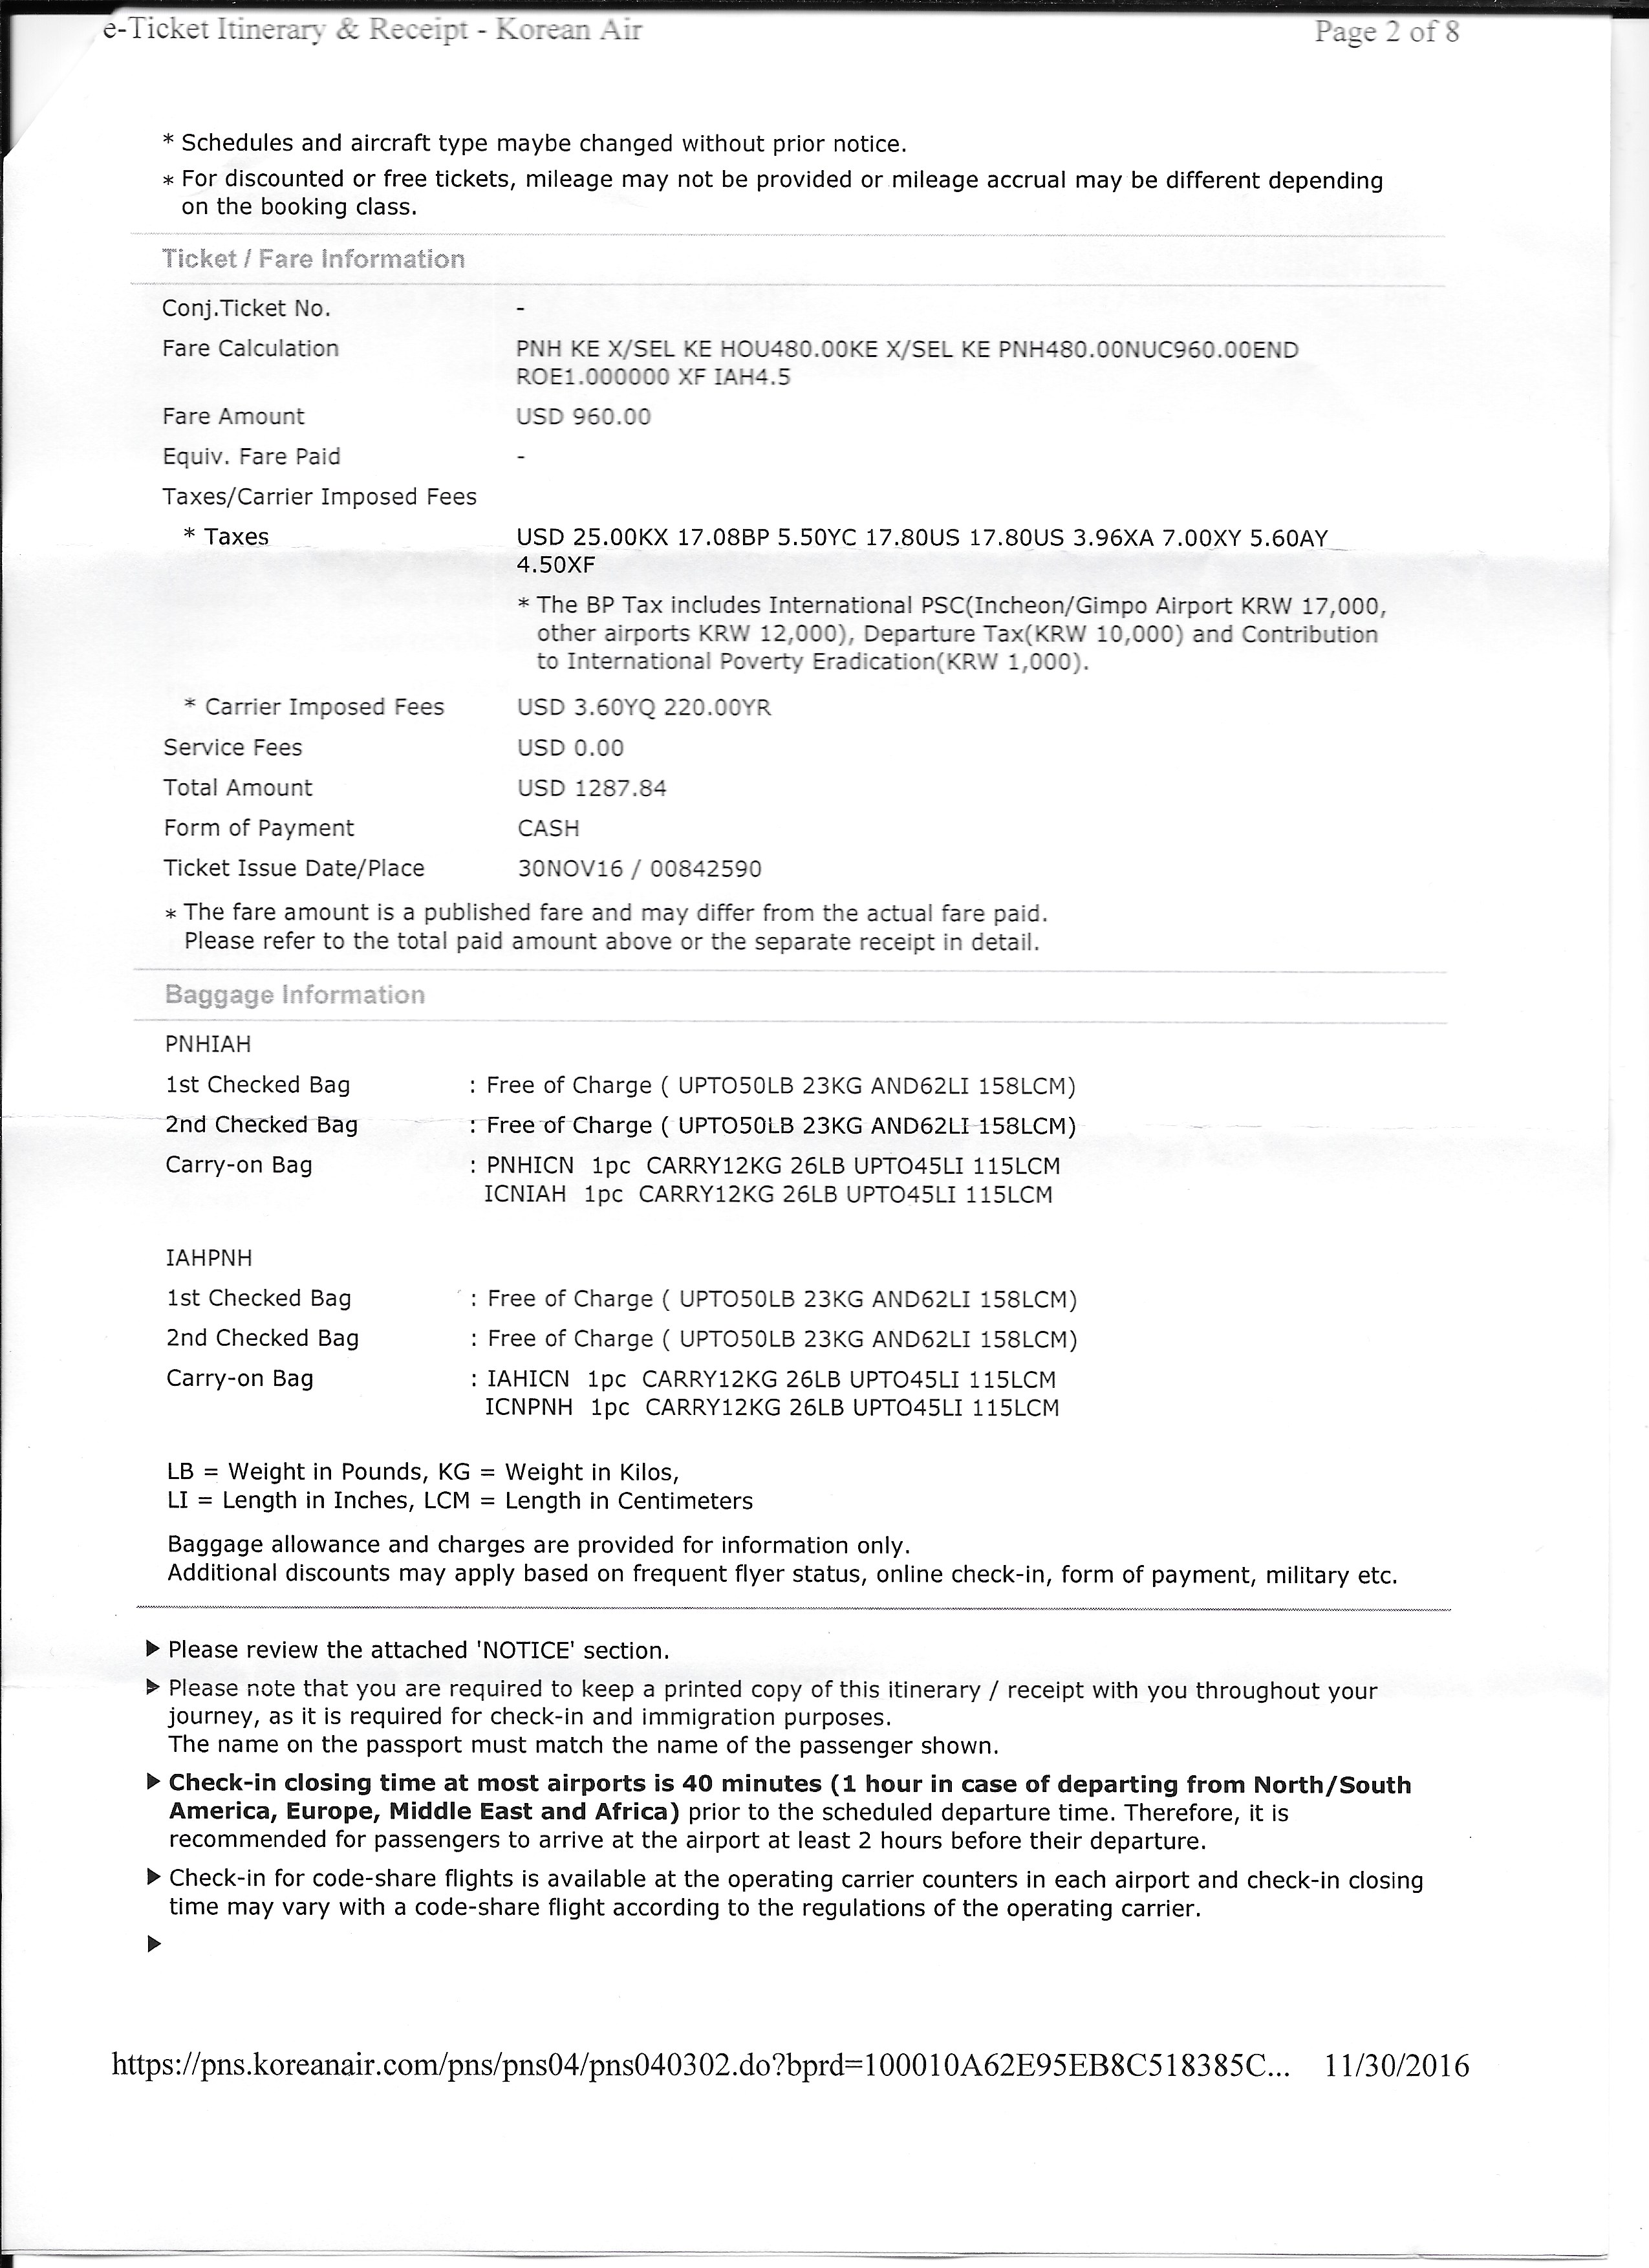 e-Ticket Itinerary & Receipt - Korean Air Page 2 of 8
* Schedules and aircraft type maybe changed without prior notice.
* For discounted or free tickets, mileage may not be provided or mileage accrual may be different depending
on the booking class.
Ticket / Fare Information
Conj.Ticket No. -
Fare Calculation PNH KE X/SEL KE HOU480.00KE X/SEL KE PNH480.00NUC960.00END
ROE1.000000 XF IAH4.5
Fare Amount USD 960.00
Equiv. Fare Paid -
Taxes/Carrier Imposed Fees
* Taxes USD 25.00KX 17.08BP 5.50YC 17.80US 17.80US 3.96XA 7.00XY 5.60AY
4.50XF
* The BP Tax includes International PSC(Incheon/Gimpo Airport KRW 17,000,
other airports KRW 12,000), Departure Tax(KRW 10,000) and Contribution
to International Poverty Eradication(KRW 1,000).
* Carrier Imposed Fees USD 3.60YQ 220.00YR
Service Fees USD 0.00
Total Amount USD 1287.84
Form of Payment CASH
Ticket Issue Date/Place 30NOV16 / 00842590
* The fare amount is a published fare and may differ from the actual fare paid.
Please refer to the total paid amount above or the separate receipt in detail.
Baggage Information
PNHIAH
1st Checked Bag : Free of Charge ( UPTO50LB 23KG AND62LI 158LCM)
2nd Checked Bag : Free of Charge ( UPTO50LB 23KG AND62LI 158LCM)
Carry-on Bag : PNHICN 1pc CARRY12KG 26LB UPTO45LI 115LCM
ICNIAH 1pc CARRY12KG 26LB UPTO45LI 115LCM
IAHPNH
1st Checked Bag : Free of Charge ( UPTO50LB 23KG AND62LI 158LCM)
2nd Checked Bag : Free of Charge ( UPTO50LB 23KG AND62LI 158LCM)
Carry-on Bag : IAHICN 1pc CARRY12KG 26LB UPTO45LI 115LCM
ICNPNH 1pc CARRY12KG 26LB UPTO45LI 115LCM
LB = Weight in Pounds, KG = Weight in Kilos,
LI = Length in Inches, LCM = Length in Centimeters
Baggage allowance and charges are provided for information only.
Additional discounts may apply based on frequent flyer status, online check-in, form of payment, military etc.
▶ Please review the attached 'NOTICE' section.
▶ Please note that you are required to keep a printed copy of this itinerary / receipt with you throughout your
journey, as it is required for check-in and immigration purposes.
The name on the passport must match the name of the passenger shown.
▶ Check-in closing time at most airports is 40 minutes (1 hour in case of departing from North/South
America, Europe, Middle East and Africa) prior to the scheduled departure time. Therefore, it is
recommended for passengers to arrive at the airport at least 2 hours before their departure.
▶ Check-in for code-share flights is available at the operating carrier counters in each airport and check-in closing
time may vary with a code-share flight according to the regulations of the operating carrier.
▶
https://pns.koreanair.com/pns/pns04/pns040302.do?bprd=100010A62E95EB8C518385C... 11/30/2016